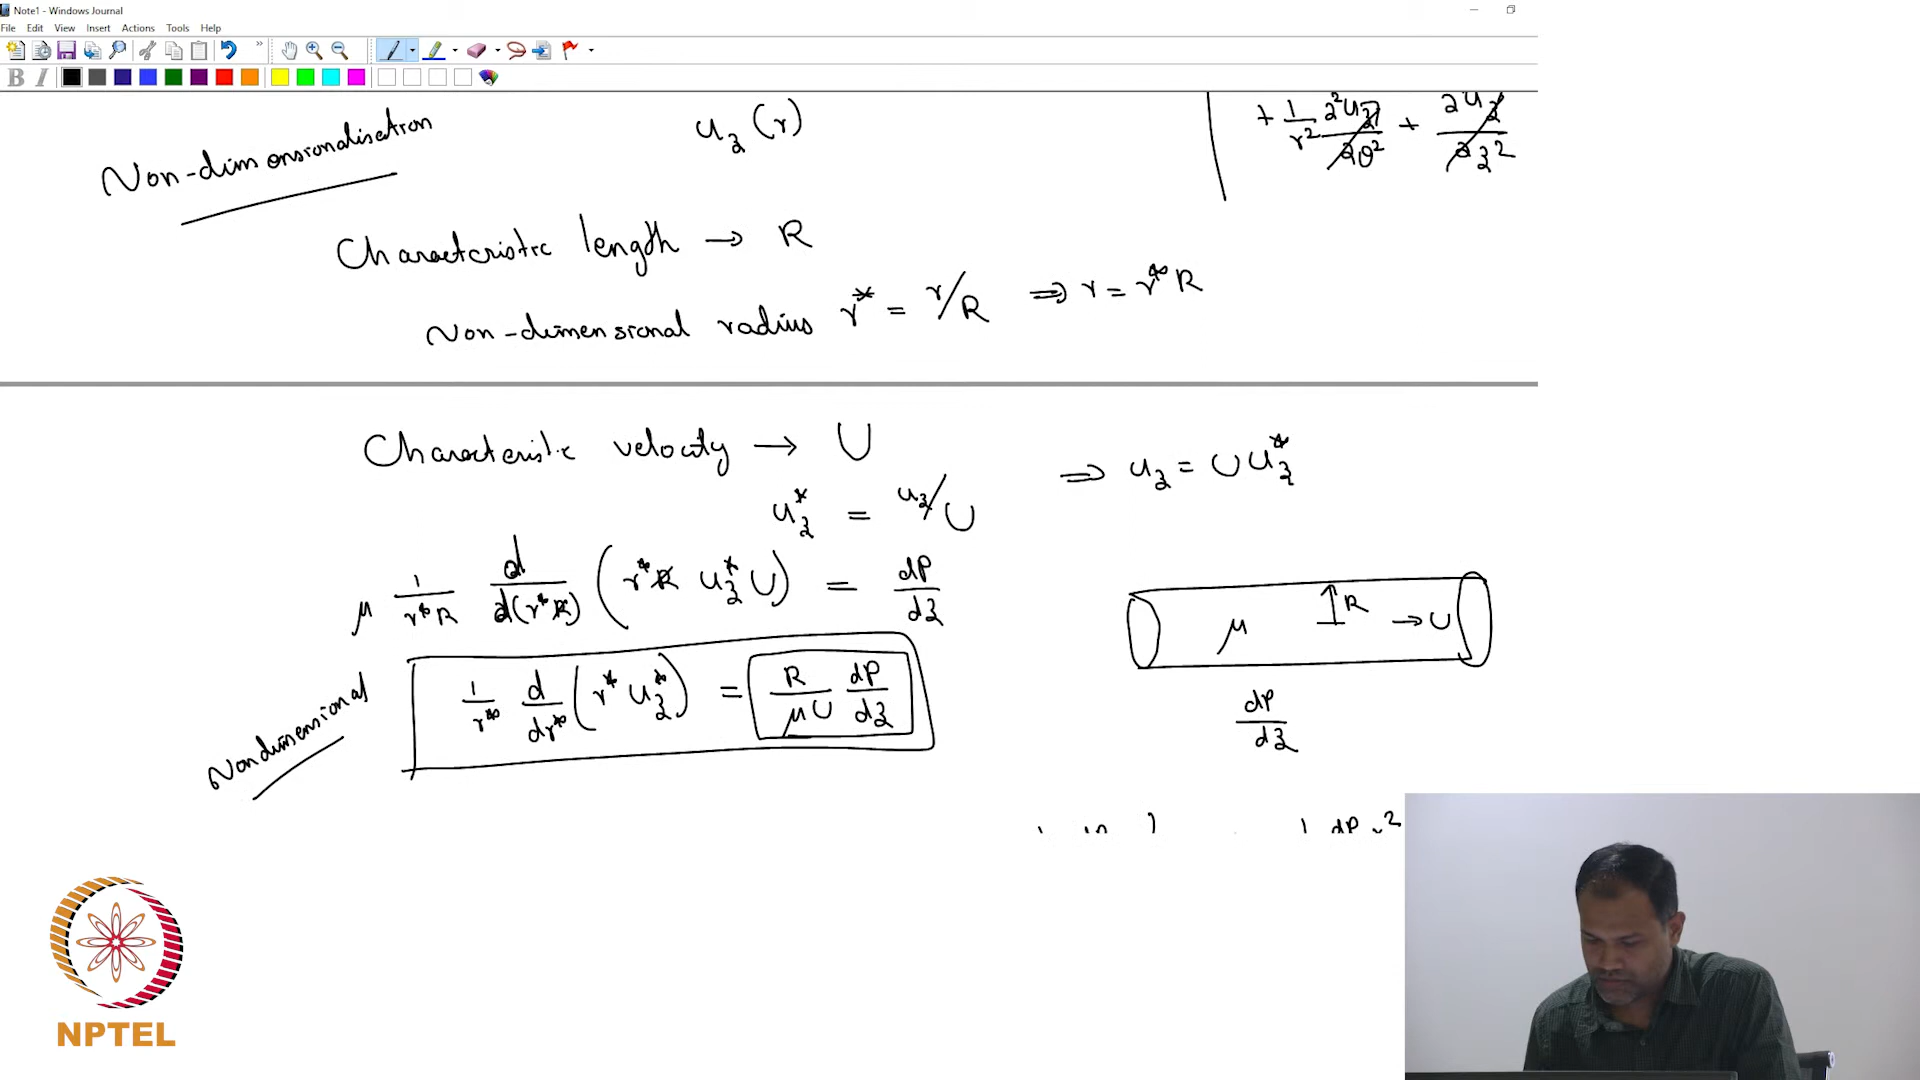 Note1 - Windows Journal
File Edit View Insert Actions Tools Help
B I
u_z (r)
+ 1/r² ∂²u_z/∂θ² + ∂²u_z/∂z²
Non-dimensionalisation
Characteristic length → R
Non-dimensional radius r* = r/R ⇒ r = r* R
Characteristic velocity → U
⇒ u_z = U u_z*
u_z* = u_z/U
μ 1/(r*R) d/d(r*R) (r*R u_z* U) = dP/dz
μ R → U
Nondimensional
1/r* d/dr* (r* u_z*) = R/(μU) dP/dz
dP/dz
NPTEL